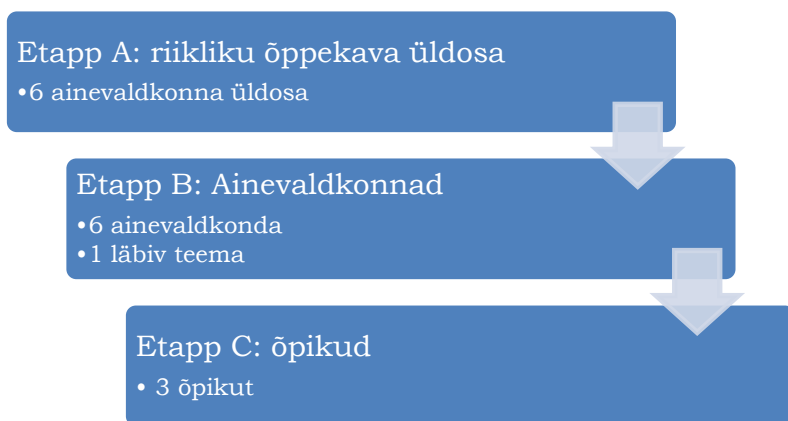 Etapp A: riikliku õppekava üldosa
•6 ainevaldkonna üldosa
Etapp B: Ainevaldkonnad
•6 ainevaldkonda
•1 läbiv teema
Etapp C: õpikud
• 3 õpikut